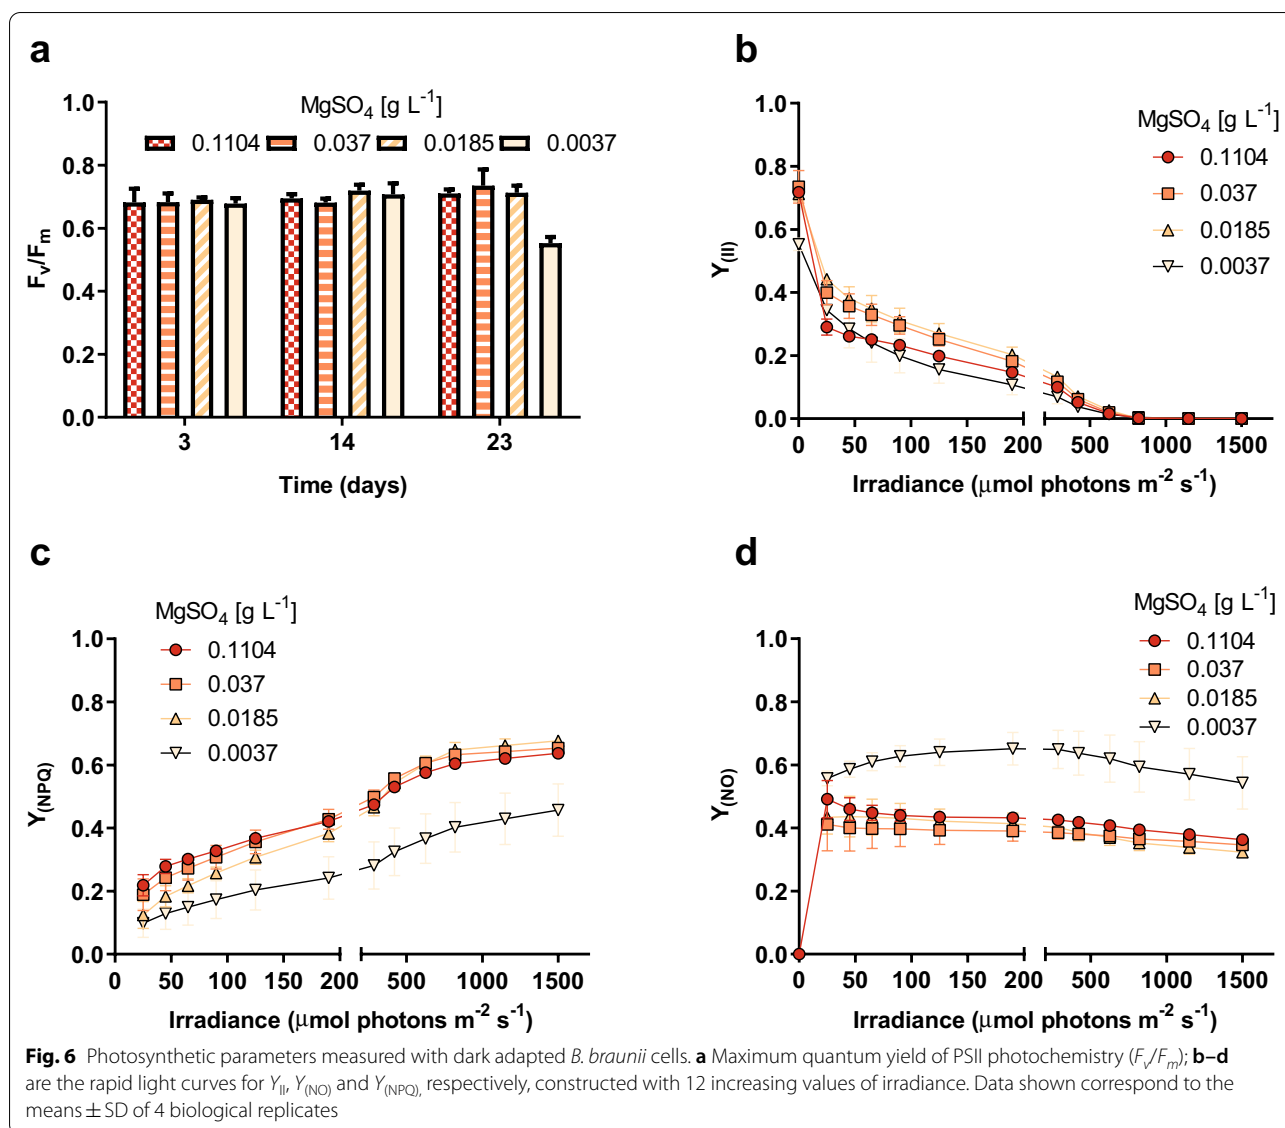 a
MgSO4 [g L-1]
0.1104 0.037 0.0185 0.0037
1.0
0.8
0.6
0.4
0.2
0.0
Fv/Fm
3 14 23
Time (days)
b
MgSO4 [g L-1]
0.1104
0.037
0.0185
0.0037
1.0
0.8
0.6
0.4
0.2
0.0
Y(II)
0 50 100 150 200 500 1000 1500
Irradiance (μmol photons m-2 s-1)
c
MgSO4 [g L-1]
0.1104
0.037
0.0185
0.0037
1.0
0.8
0.6
0.4
0.2
0.0
Y(NPQ)
0 50 100 150 200 500 1000 1500
Irradiance (μmol photons m-2 s-1)
d
MgSO4 [g L-1]
0.1104
0.037
0.0185
0.0037
1.0
0.8
0.6
0.4
0.2
0.0
Y(NO)
0 50 100 150 200 500 1000 1500
Irradiance (μmol photons m-2 s-1)
Fig. 6 Photosynthetic parameters measured with dark adapted B. braunii cells. a Maximum quantum yield of PSII photochemistry (Fv/Fm); b–d
are the rapid light curves for YII, Y(NO) and Y(NPQ), respectively, constructed with 12 increasing values of irradiance. Data shown correspond to the
means ± SD of 4 biological replicates